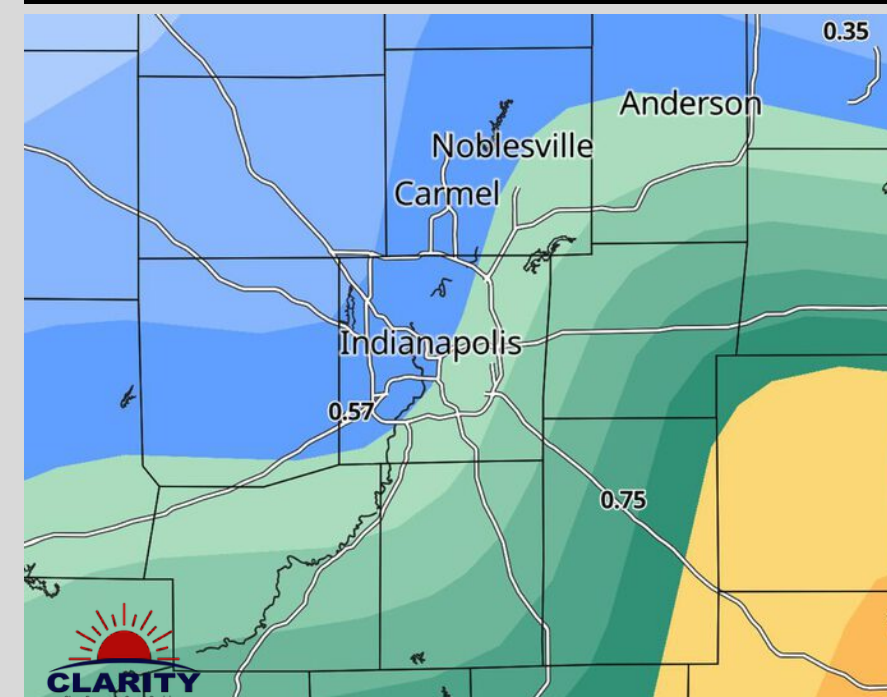 0.35
Anderson
Noblesville
Carmel
Indianapolis
0.57
0.75
CLARITY